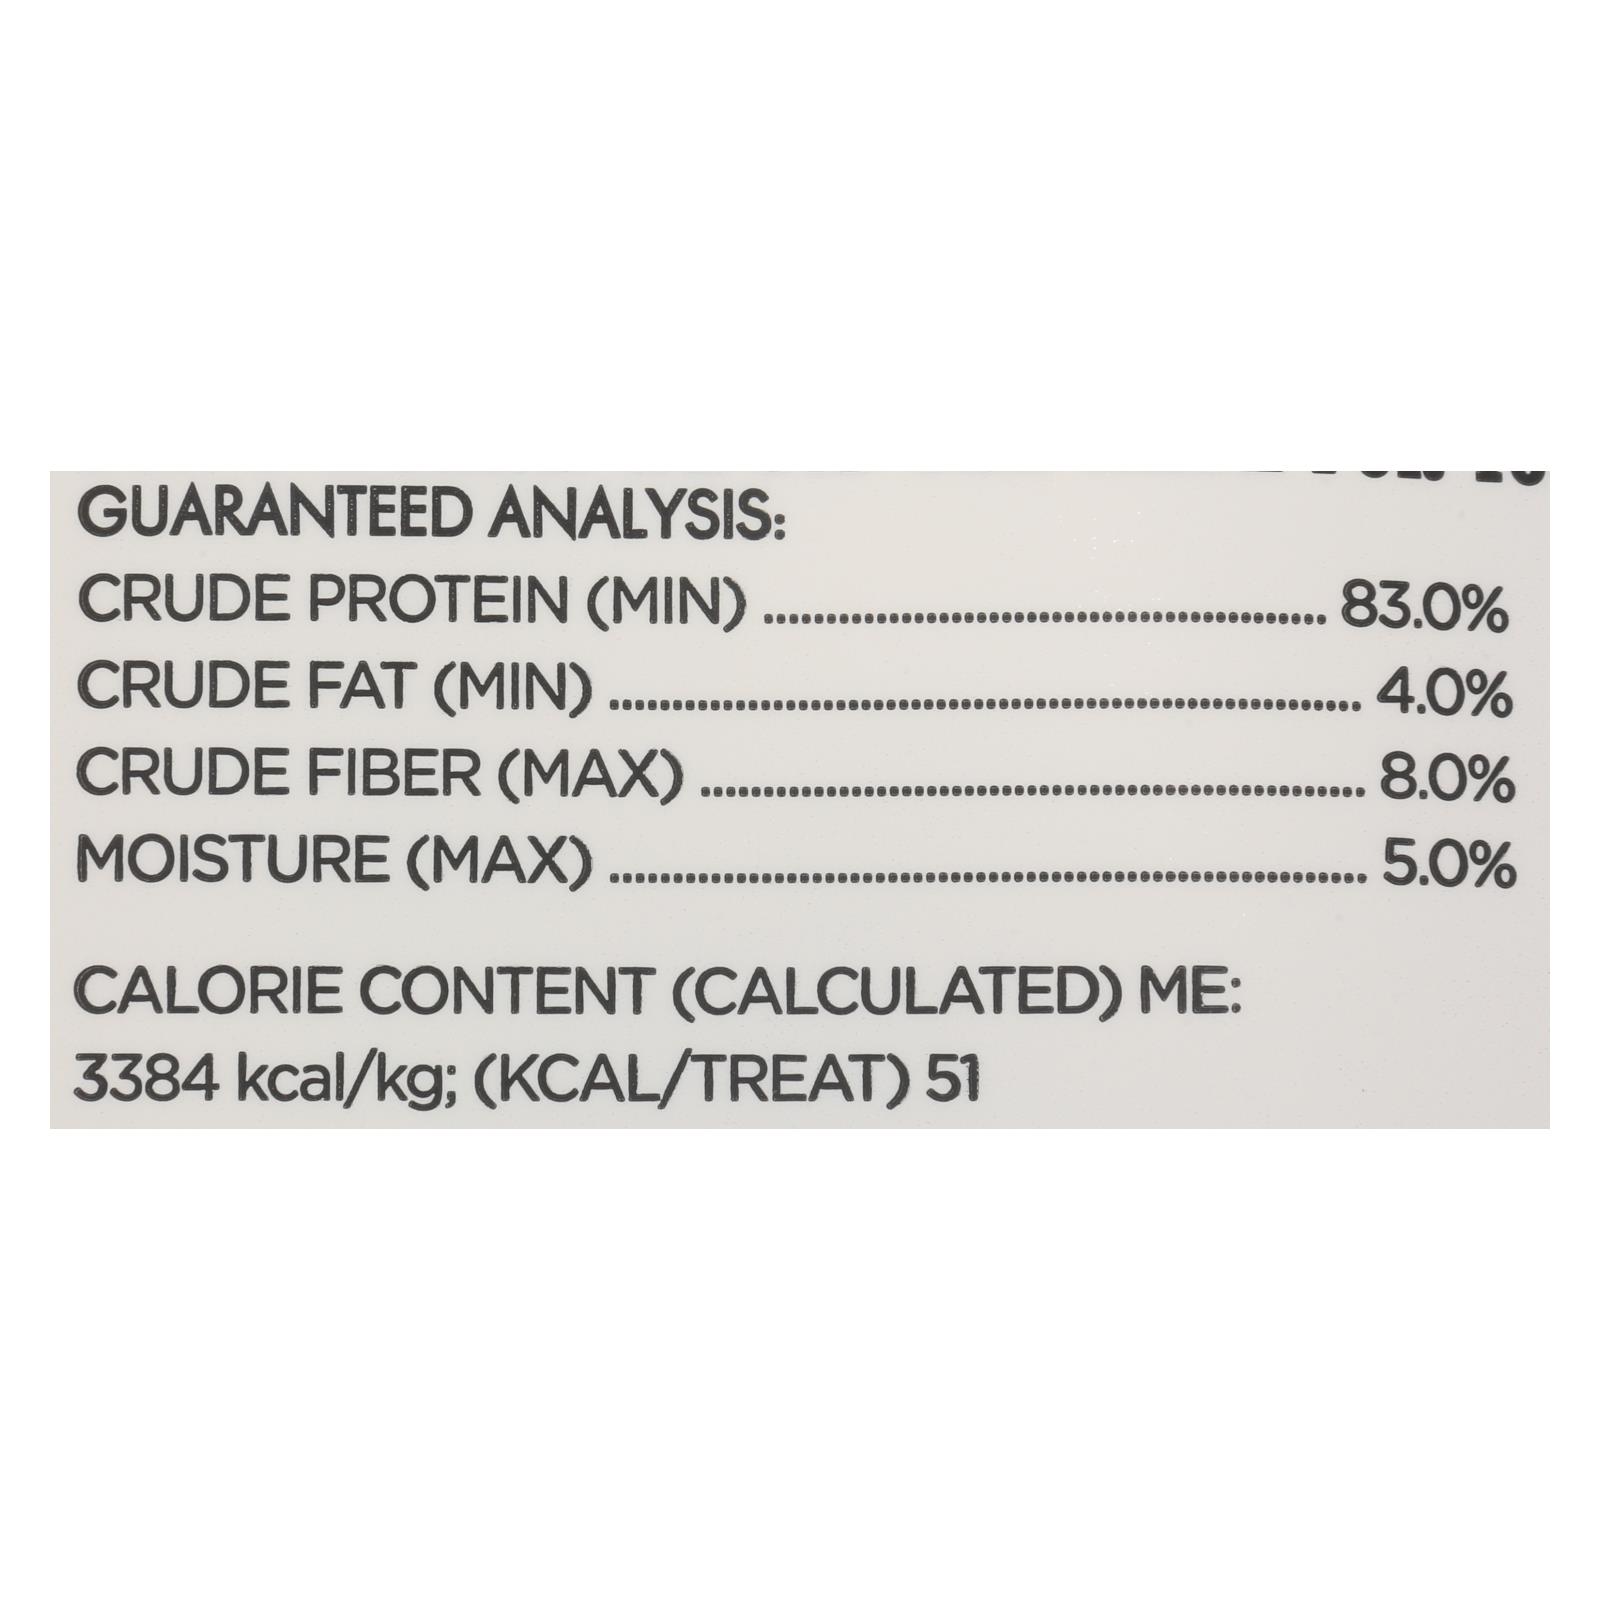 GUARANTEED ANALYSIS:
CRUDE PROTEIN (MIN) ........................................ 83.0%
CRUDE FAT (MIN) ........................................ 4.0%
CRUDE FIBER (MAX) ........................................ 8.0%
MOISTURE (MAX) ........................................ 5.0%
CALORIE CONTENT (CALCULATED) ME:
3384 kcal/kg; (KCAL/TREAT) 51